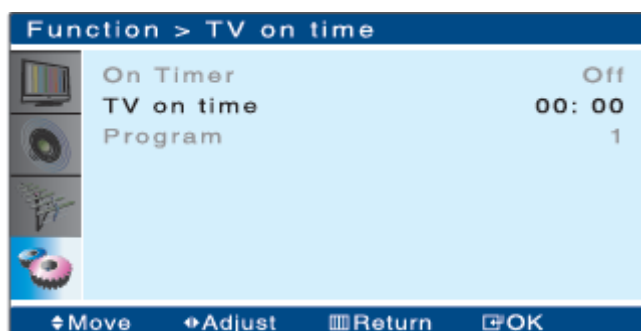 Function > TV on time
On Timer Off
TV on time 00: 00
Program 1
Move Adjust Return OK